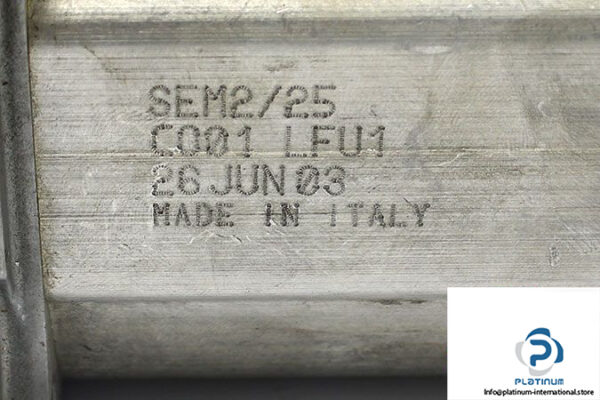 SEM2/25
C001 LFU1
26 JUN 03
MADE IN ITALY
PLATINUM
Info@platinum-international.store